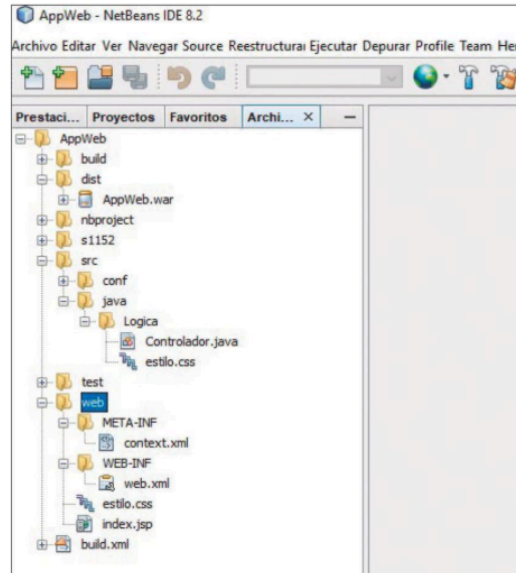 AppWeb - NetBeans IDE 8.2
Archivo Editar Ver Navegar Source Reestructurar Ejecutar Depurar Profile Team Her
Prestaci... Proyectos Favoritos Archi... ×
AppWeb
build
dist
AppWeb.war
nbproject
s1152
src
conf
java
Logica
Controlador.java
estilo.css
test
web
META-INF
context.xml
WEB-INF
web.xml
estilo.css
index.jsp
build.xml